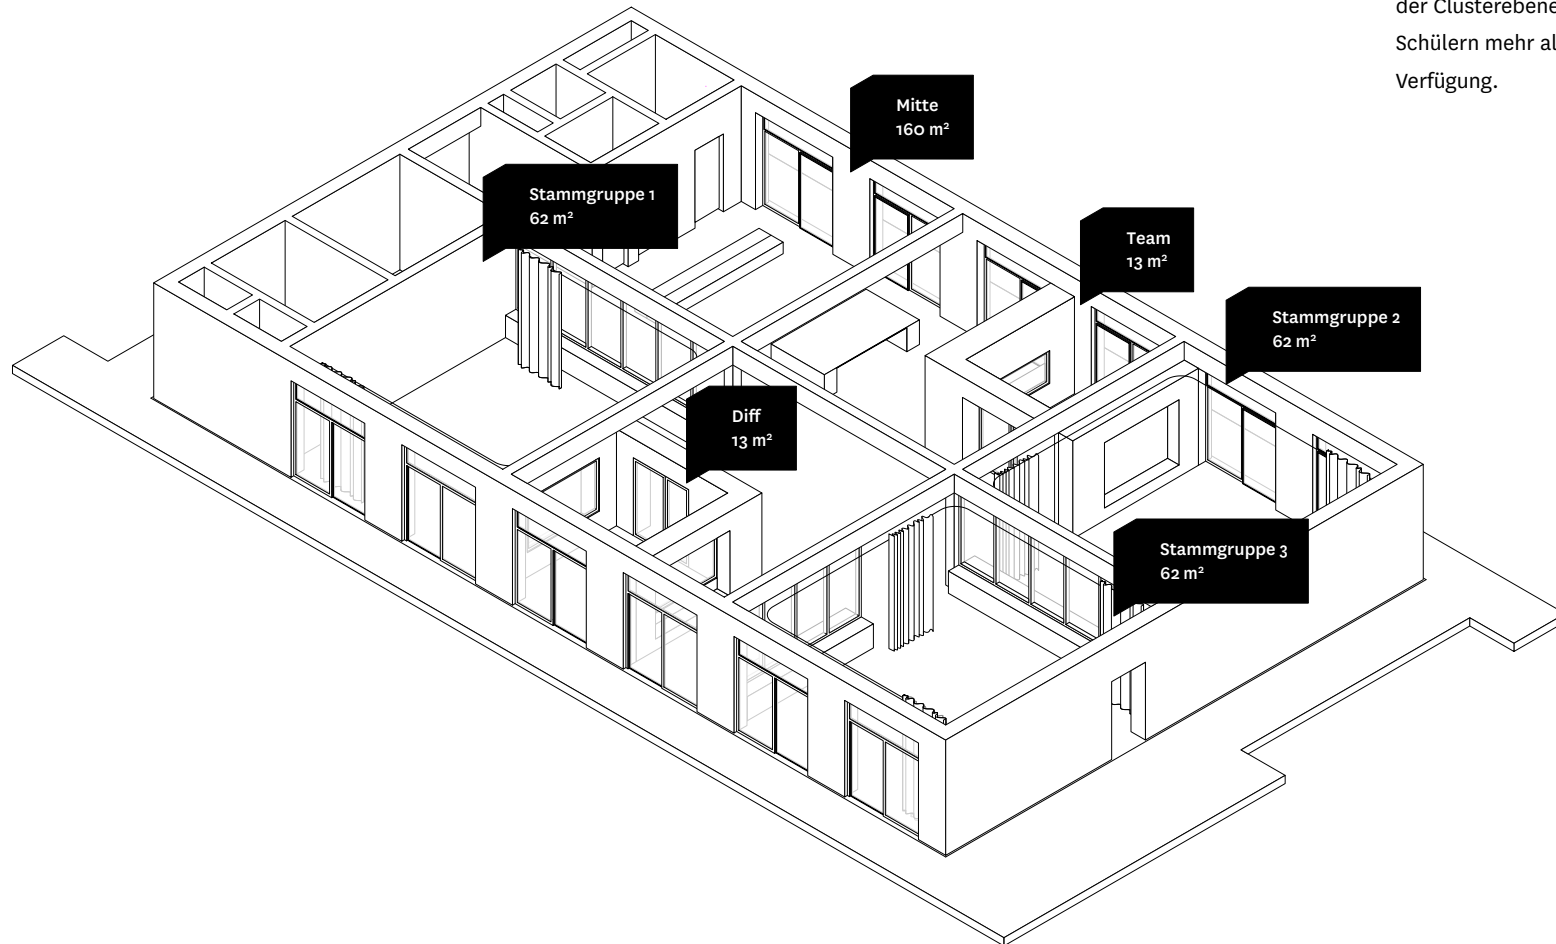 der Clusterebene
Schülern mehr al
Verfügung.
Mitte
160 m²
Stammgruppe 1
62 m²
Team
13 m²
Stammgruppe 2
62 m²
Diff
13 m²
Stammgruppe 3
62 m²